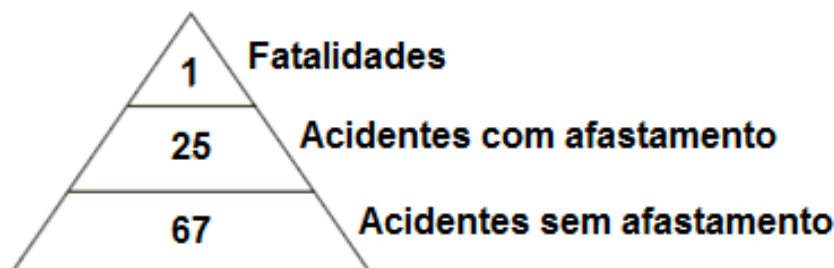 1 Fatalidades
25 Acidentes com afastamento
67 Acidentes sem afastamento